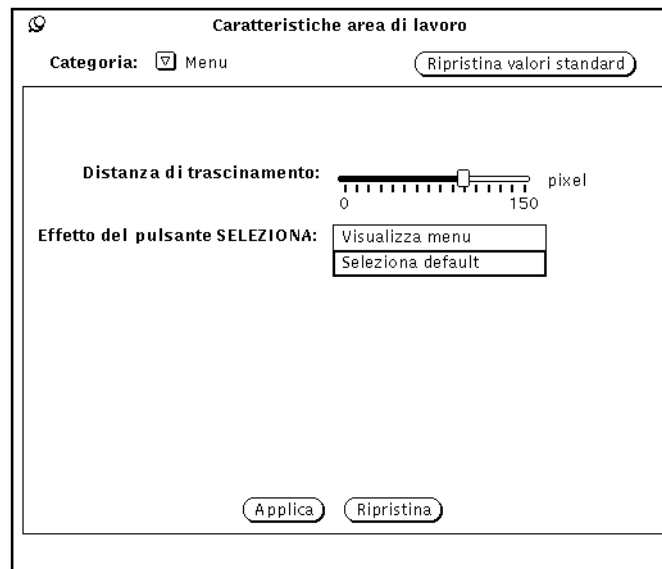 Caratteristiche area di lavoro
Categoria: Menu Ripristina valori standard
Distanza di trascinamento: pixel
0 150
Effetto del pulsante SELEZIONA: Visualizza menu
Seleziona default
Applica Ripristina